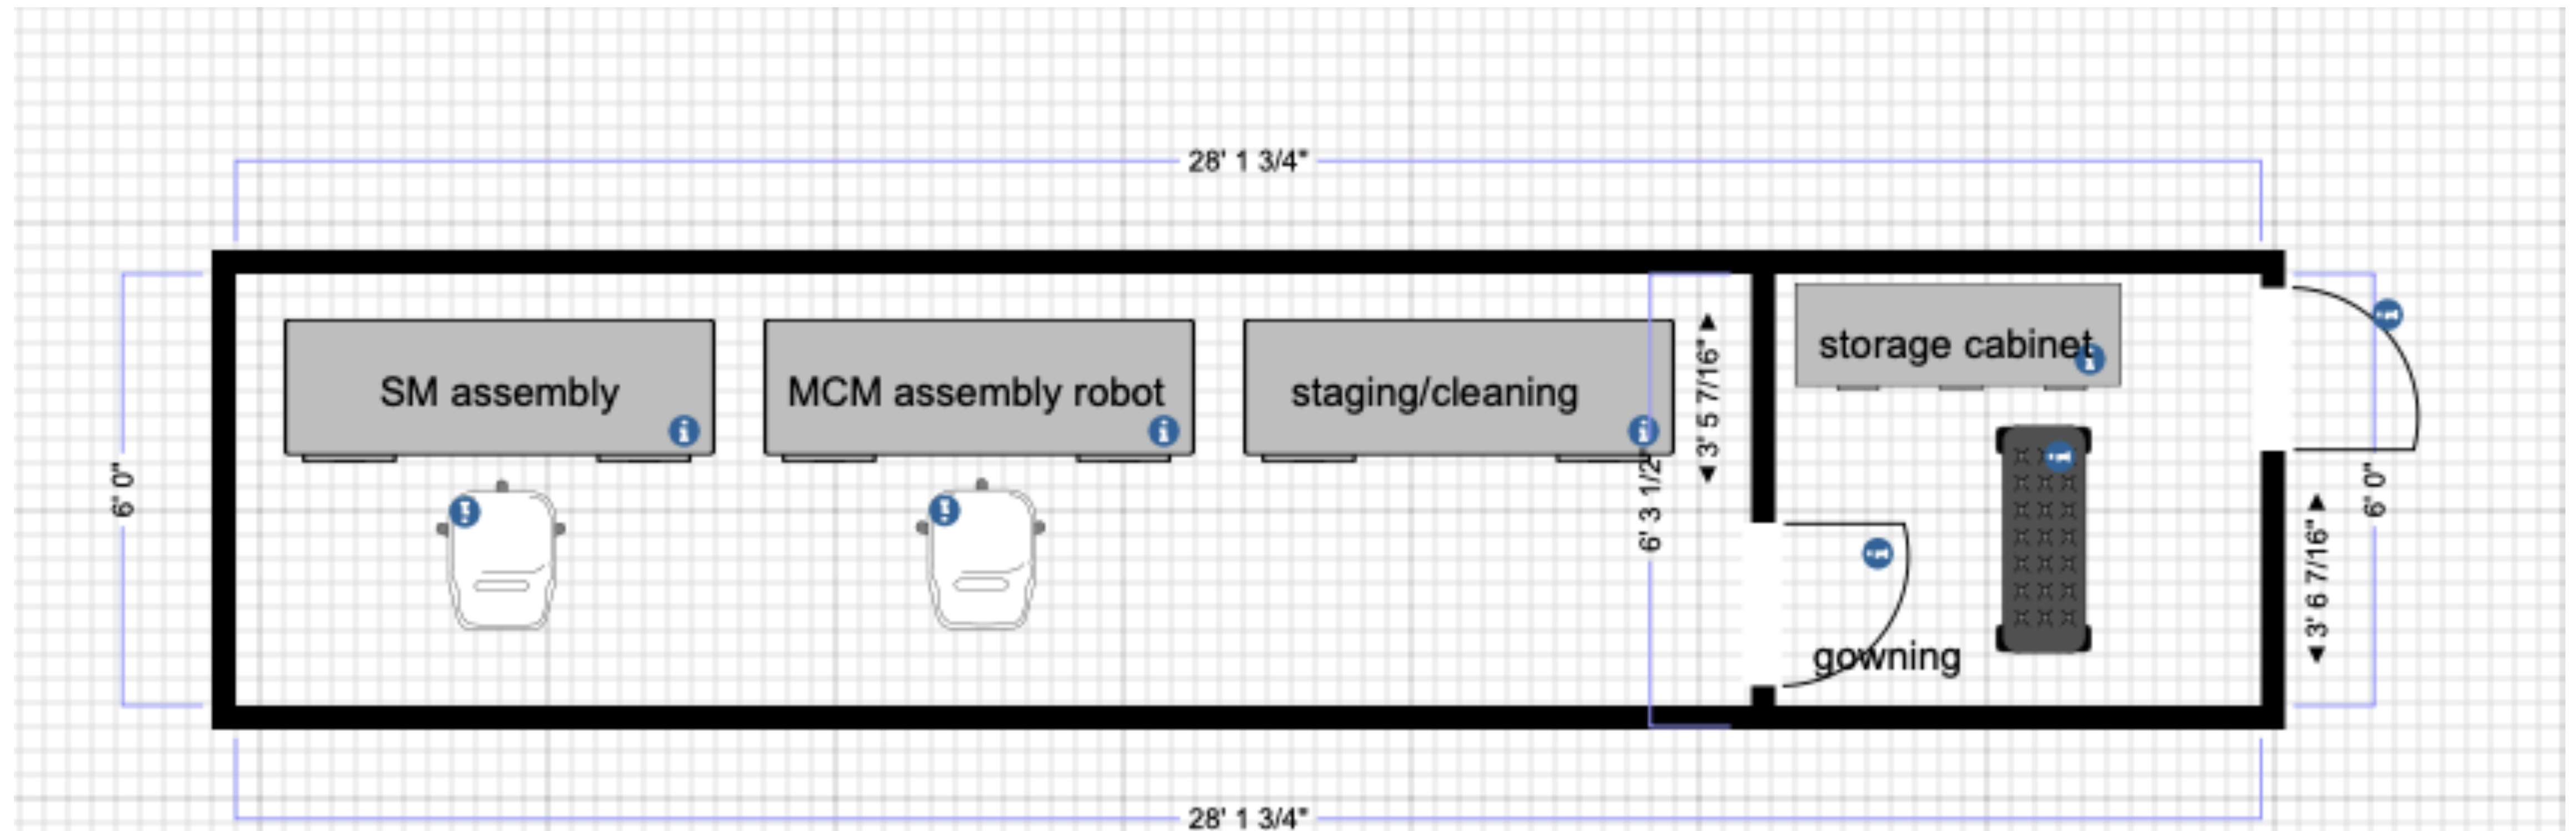 28' 1 3/4"
SM assembly
MCM assembly robot
staging/cleaning
storage cabinet
3' 5 7/16"
6' 3 1/2"
6' 0"
6' 0"
3' 6 7/16"
gowning
28' 1 3/4"